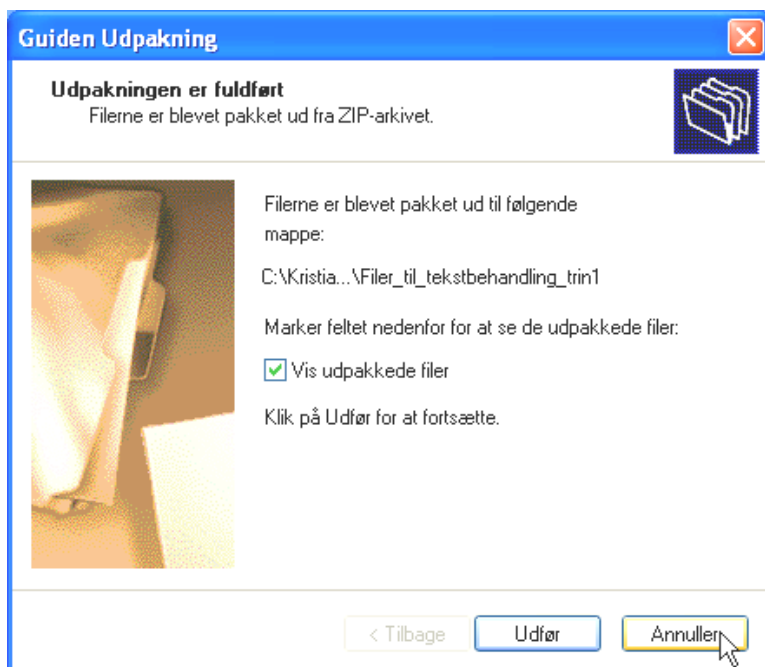 Guiden Udpakning
Udpakningen er fuldført
Filerne er blevet pakket ud fra ZIP-arkivet.
Filerne er blevet pakket ud til følgende
mappe:
C:\Kristia...\Filer_til_tekstbehandling_trin1
Marker feltet nedenfor for at se de udpakkede filer:
Vis udpakkede filer
Klik på Udfør for at fortsætte.
< Tilbage Udfør Annuller